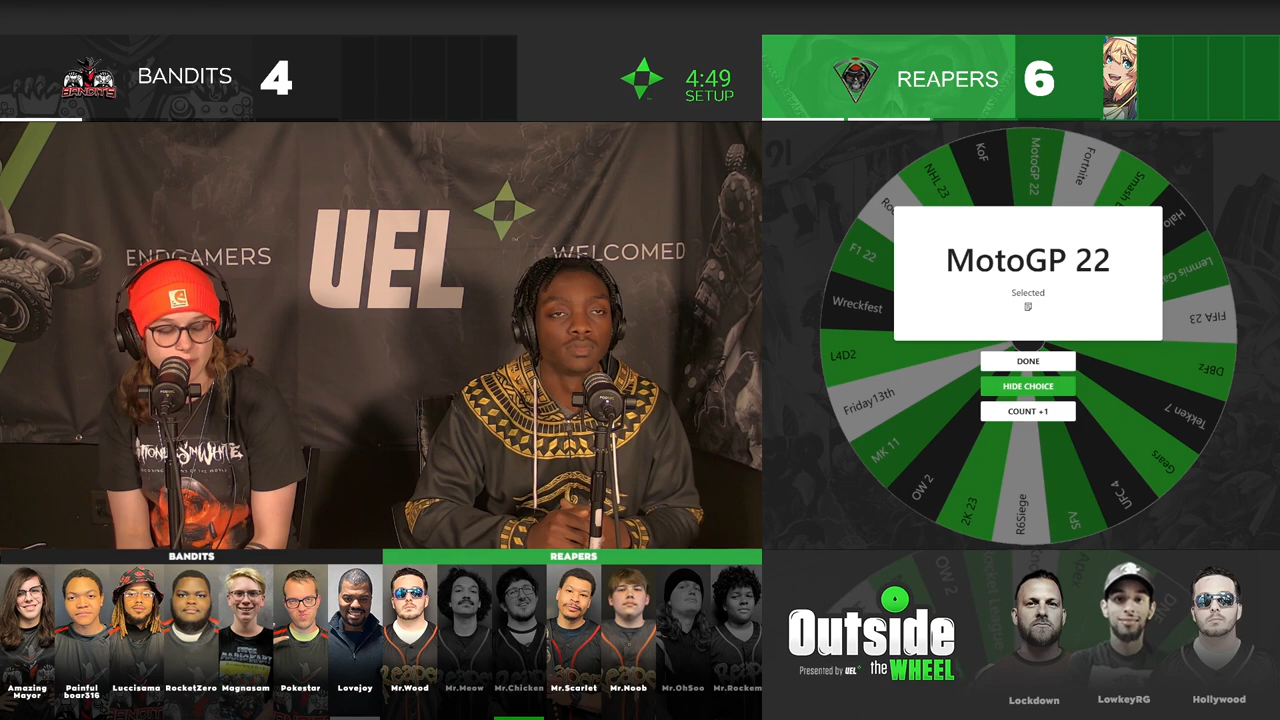 BANDITS
4
4:49
SETUP
REAPERS
6
BANDITS
ENDGAMERS
UEL
WELCOMED
NHL 23
KoF
MotoGP 22
Fortnite
Halo
F1 22
FIFA 23
Wreckfest
DBFz
L4D2
Tekken 7
Friday13th
Gears
MK 11
UFC 4
OW 2
SFV
2K 23
R6Siege
MotoGP 22
Selected
DONE
HIDE CHOICE
COUNT +1
BANDITS
REAPERS
Amazing
Mayor
Painful
boar316
Luccisama
RocketZero
Magnasam
Pokestar
Lovejoy
Mr.Wood
Mr.Meow
Mr.Chicken
Mr.Scarlet
Mr.Noob
Mr.OhSoo
Mr.Rockem
Outside
the WHEEL
Presented by UEL
OW 2
Lockdown
LowkeyRG
Hollywood